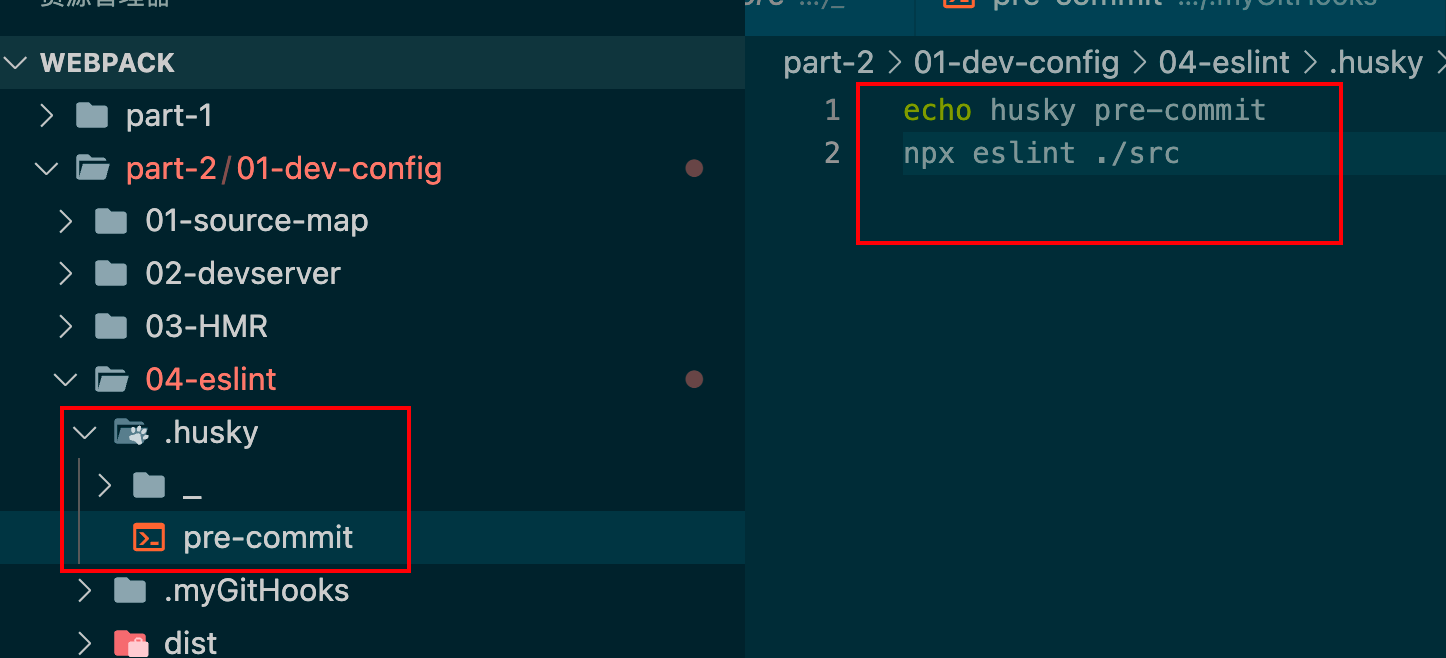 资源管理器
WEBPACK
part-1
part-2/01-dev-config
01-source-map
02-devserver
03-HMR
04-eslint
.husky
_
pre-commit
.myGitHooks
dist
.../_
pre-commit .../.myGitHooks
part-2 > 01-dev-config > 04-eslint > .husky >
1 echo husky pre-commit
2 npx eslint ./src